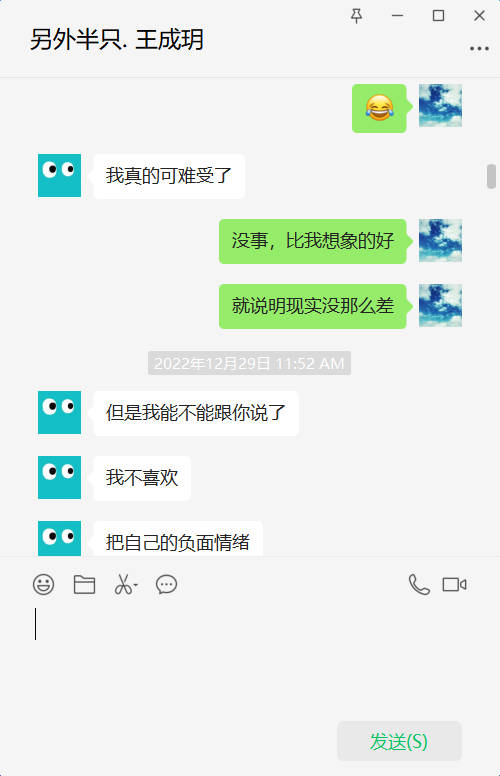 另外半只. 王成玥
我真的可难受了
没事，比我想象的好
就说明现实没那么差
2022年12月29日 11:52 AM
但是我能不能跟你说了
我不喜欢
把自己的负面情绪
发送(S)